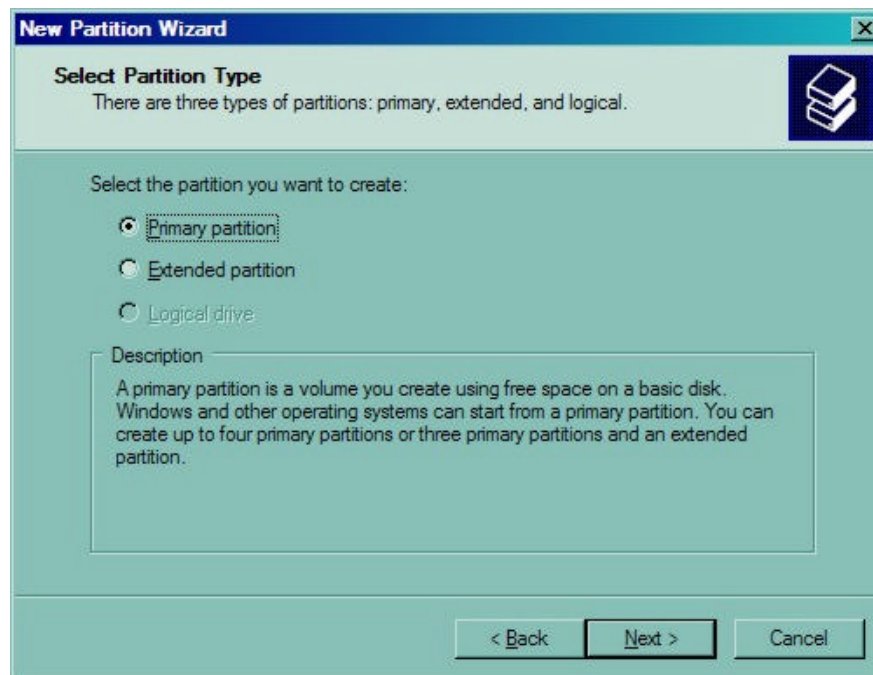 New Partition Wizard
Select Partition Type
There are three types of partitions: primary, extended, and logical.
Select the partition you want to create:
Primary partition
Extended partition
Logical drive
Description
A primary partition is a volume you create using free space on a basic disk.
Windows and other operating systems can start from a primary partition. You can
create up to four primary partitions or three primary partitions and an extended
partition.
< Back Next > Cancel